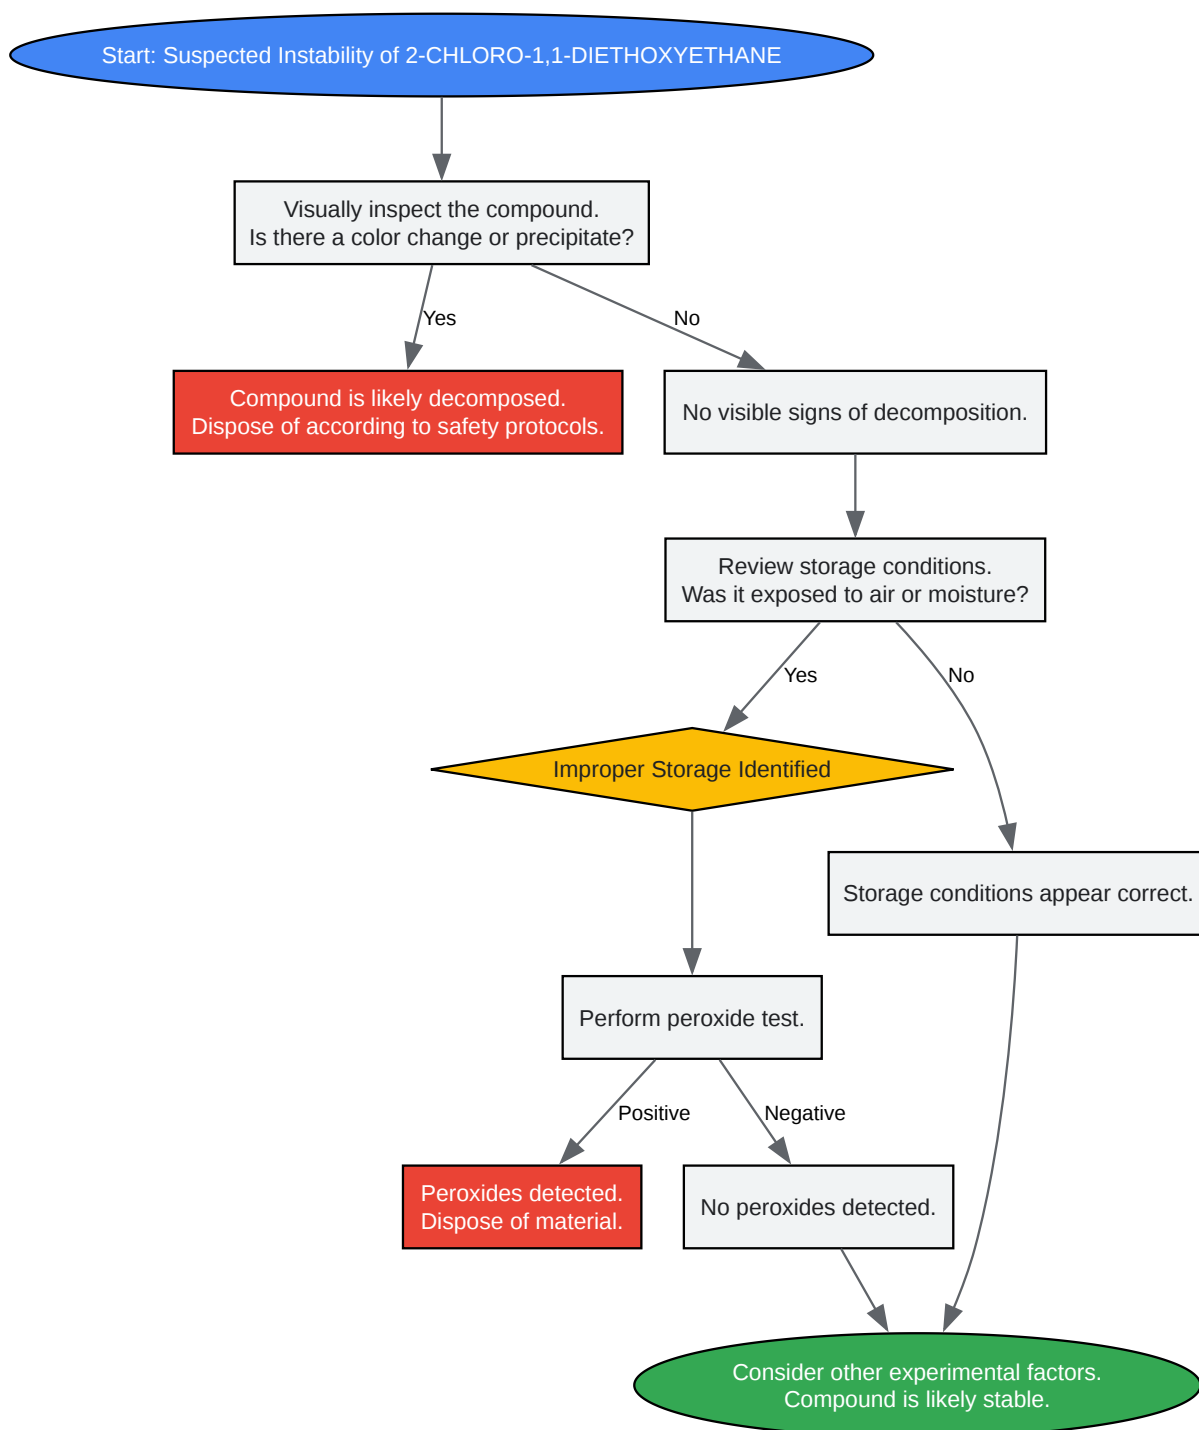 Start: Suspected Instability of 2-CHLORO-1,1-DIETHOXYETHANE
Visually inspect the compound.
Is there a color change or precipitate?
Yes
No
Compound is likely decomposed.
Dispose of according to safety protocols.
No visible signs of decomposition.
Review storage conditions.
Was it exposed to air or moisture?
Yes
No
Improper Storage Identified
Storage conditions appear correct.
Perform peroxide test.
Positive
Negative
Peroxides detected.
Dispose of material.
No peroxides detected.
Consider other experimental factors.
Compound is likely stable.